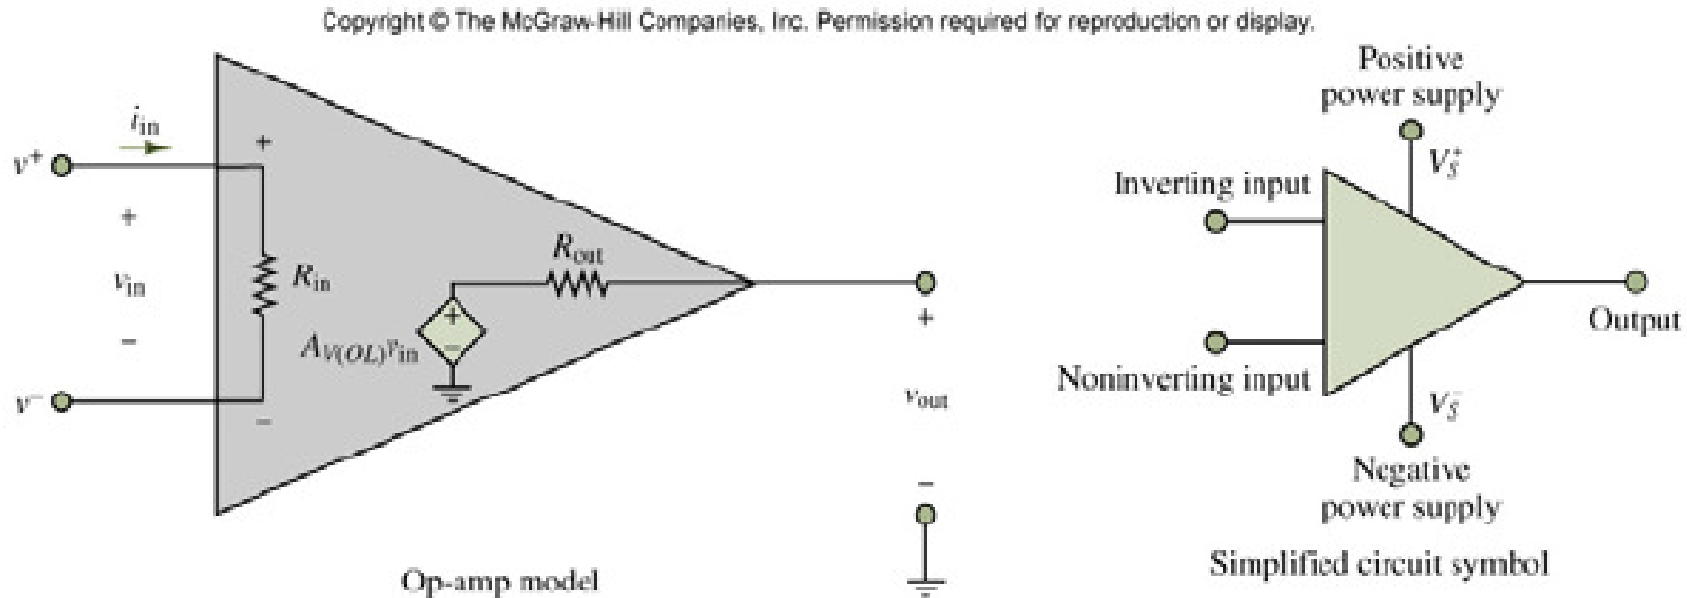 Copyright © The McGraw-Hill Companies, Inc. Permission required for reproduction or display.
i_in
v⁺
+
+
v_in
−
v⁻
R_in
−
A_V(OL)v_in
+
−
R_out
+
v_out
−
Op-amp model
Positive
power supply
V_S⁺
Inverting input
Noninverting input
Output
V_S⁻
Negative
power supply
Simplified circuit symbol